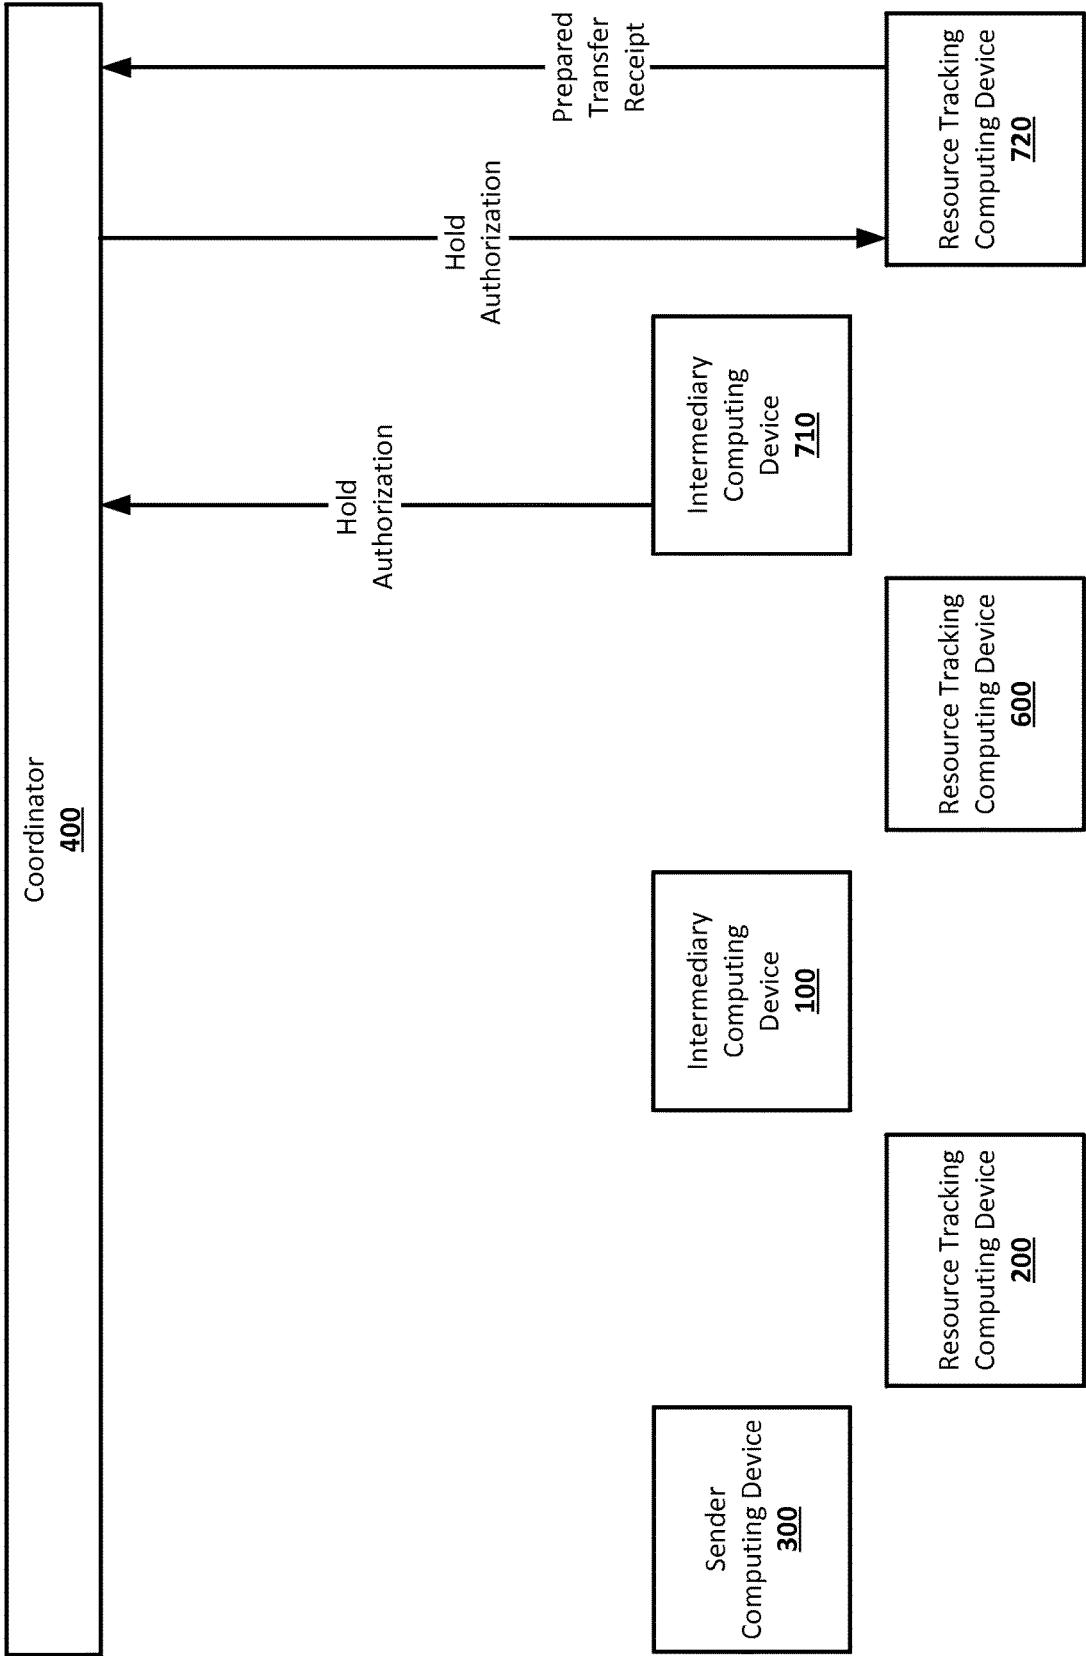 Coordinator
400
Hold
Authorization
Hold
Authorization
Prepared
Transfer
Receipt
Sender
Computing Device
300
Intermediary
Computing
Device
100
Intermediary
Computing
Device
710
Resource Tracking
Computing Device
200
Resource Tracking
Computing Device
600
Resource Tracking
Computing Device
720